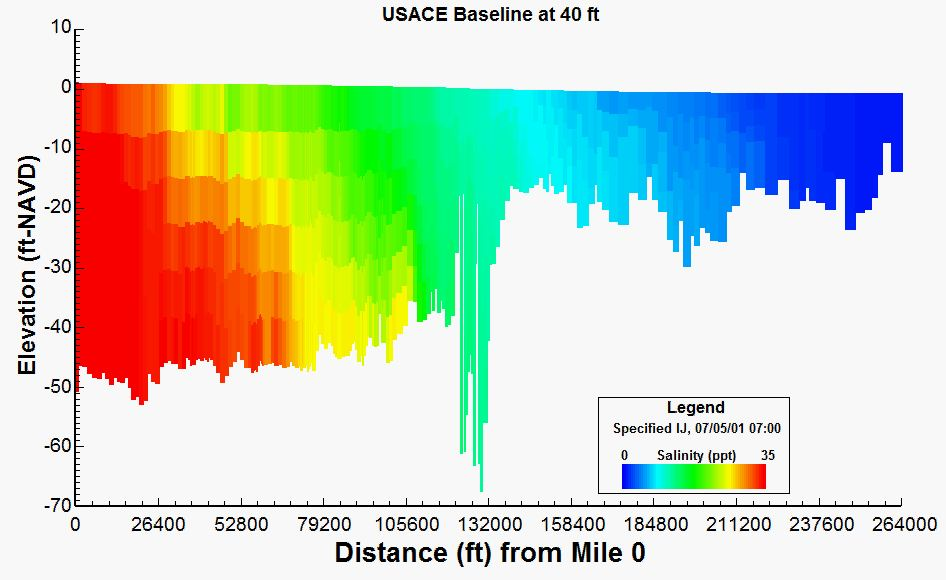 USACE Baseline at 40 ft
10
0
-10
-20
-30
-40
-50
-60
-70
Elevation (ft-NAVD)
Legend
Specified IJ, 07/05/01 07:00
0 Salinity (ppt) 35
0 26400 52800 79200 105600 132000 158400 184800 211200 237600 264000
Distance (ft) from Mile 0